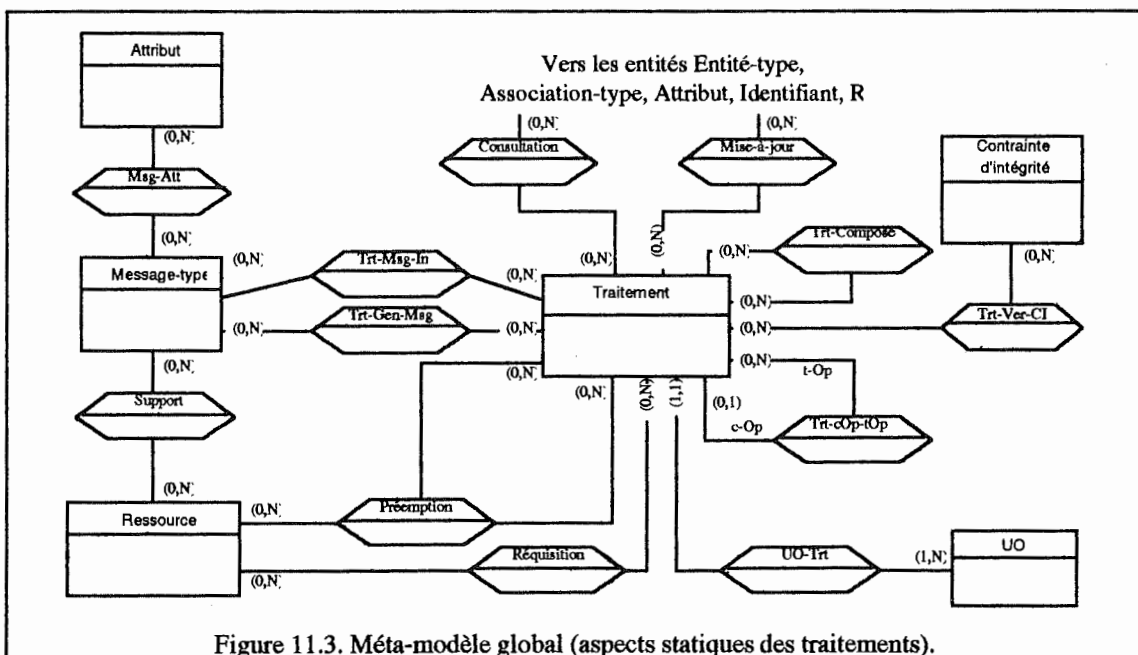 Attribut
Vers les entités Entité-type,
Association-type, Attribut, Identifiant, R
(0,N)
(0,N)
(0,N)
Consultation
Mise-à-jour
Contrainte
d'intégrité
Msg-Att
(0,N)
(0,N)
(0,N)
(0,N)
Trt-Compose
(0,N)
(0,N)
Message-type
Trt-Msg-In
(0,N)
Traitement
(0,N)
Trt-Ver-CI
(0,N)
Trt-Gen-Msg
(0,N)
(0,N)
(0,N)
(0,N)
(0,N)
(0,N)
(0,N)
(1,1)
t-Op
Support
(0,1)
c-Op
Trt-cOp-tOp
(0,N)
Ressource
(0,N)
Préemption
(0,N)
Réquisition
UO-Trt
(1,N)
UO
Figure 11.3. Méta-modèle global (aspects statiques des traitements).